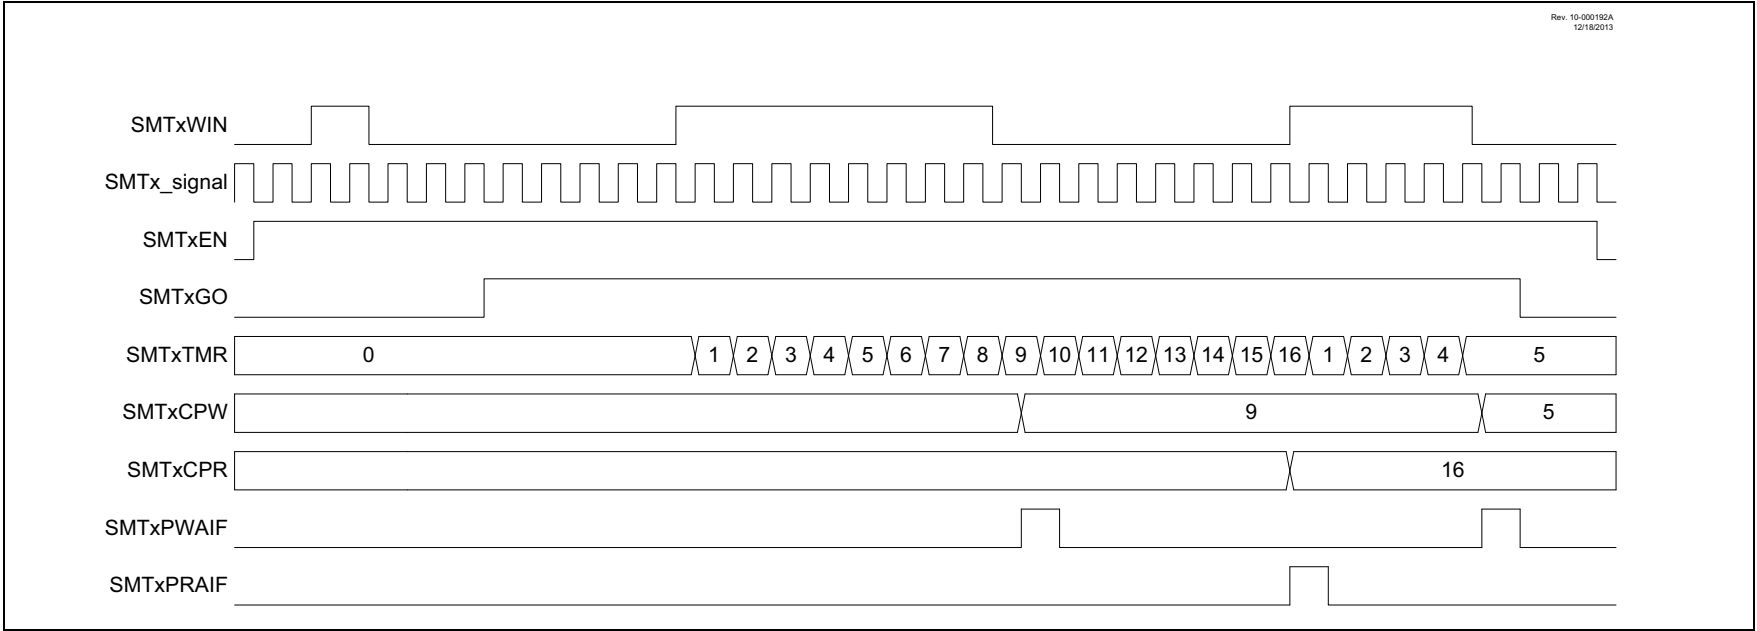 Rev. 10-000192A
12/18/2013
SMTxWIN
SMTx_signal
SMTxEN
SMTxGO
SMTxTMR 0 1 2 3 4 5 6 7 8 9 10 11 12 13 14 15 16 1 2 3 4 5
SMTxCPW 9 5
SMTxCPR 16
SMTxPWAIF
SMTxPRAIF